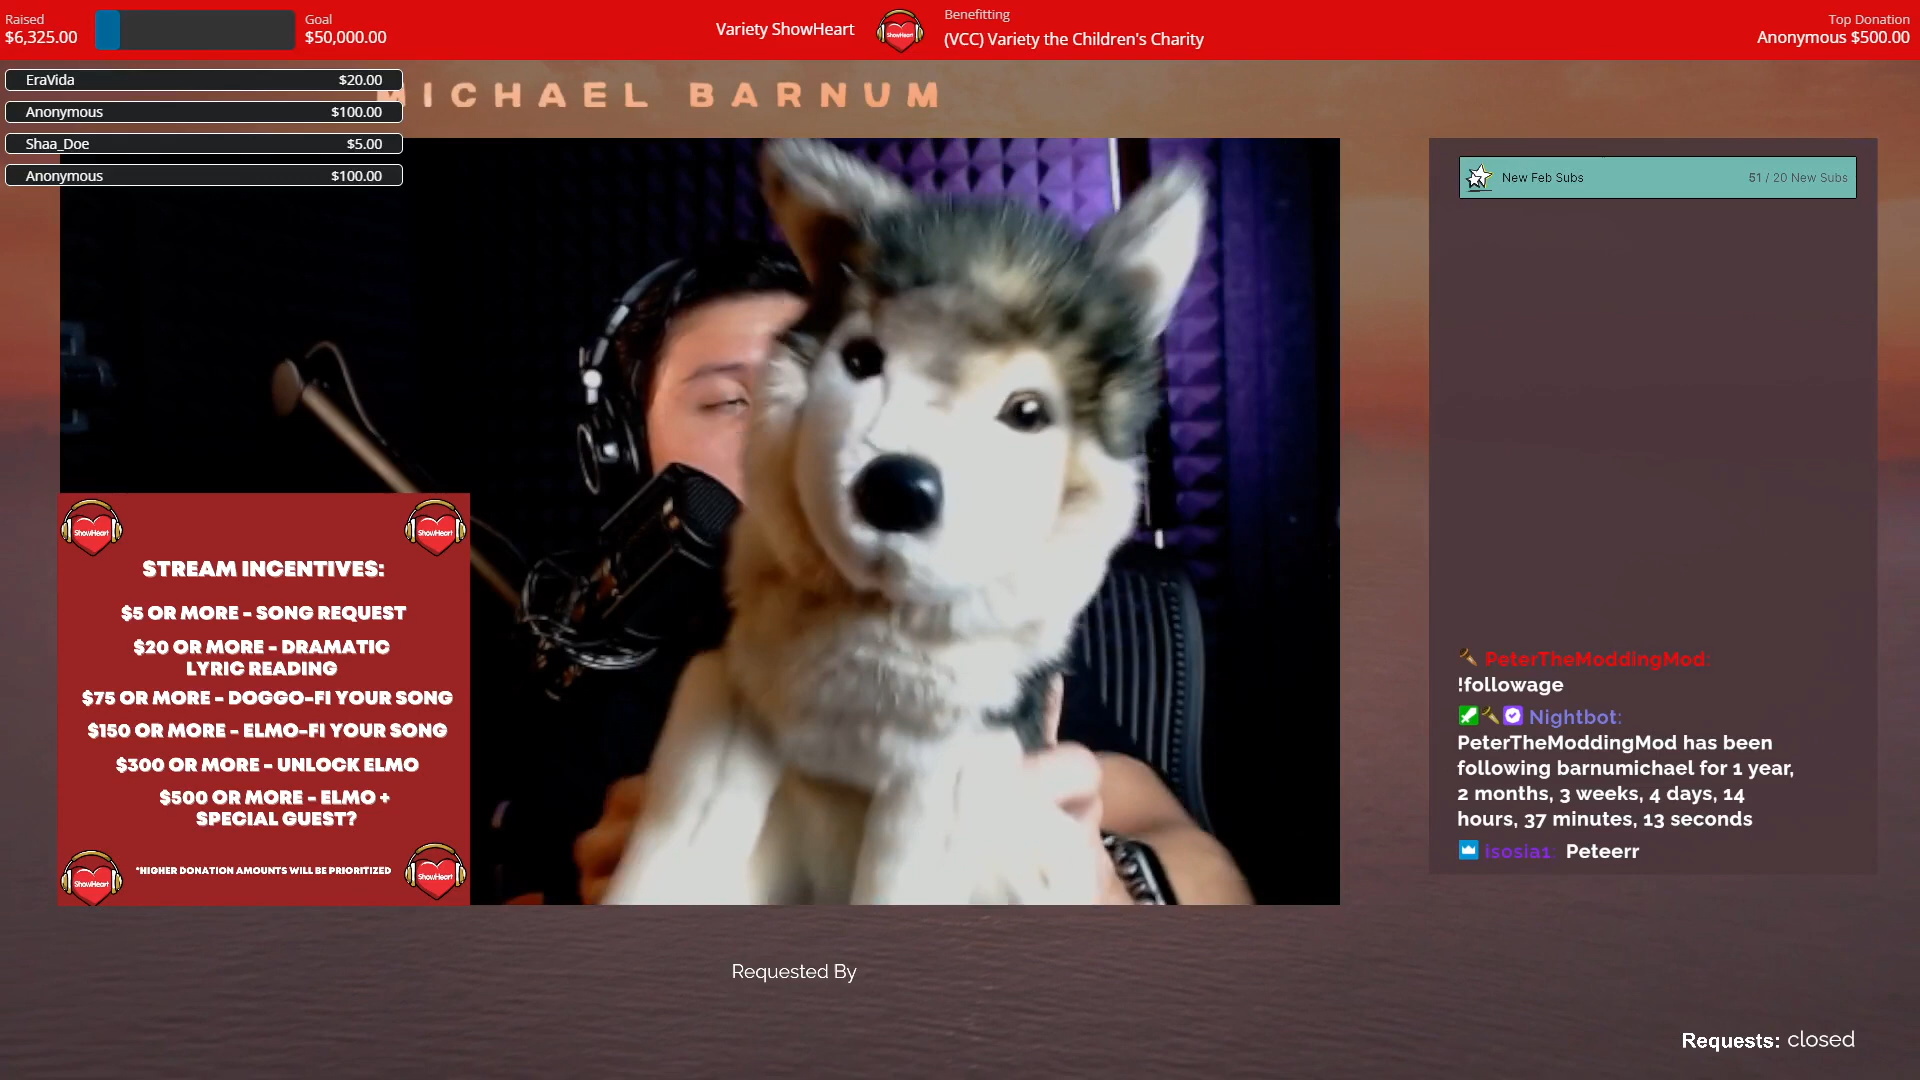 Raised
$6,325.00
Goal
$50,000.00
Variety ShowHeart
ShowHeart
Benefitting
(VCC) Variety the Children's Charity
Top Donation
Anonymous $500.00
EraVida $20.00
Anonymous $100.00
Shaa_Doe $5.00
Anonymous $100.00
MICHAEL BARNUM
New Feb Subs 51 / 20 New Subs
ShowHeart
ShowHeart
STREAM INCENTIVES:
$5 OR MORE - SONG REQUEST
$20 OR MORE - DRAMATIC
LYRIC READING
$75 OR MORE - DOGGO-FI YOUR SONG
$150 OR MORE - ELMO-FI YOUR SONG
$300 OR MORE - UNLOCK ELMO
$500 OR MORE - ELMO +
SPECIAL GUEST?
*HIGHER DONATION AMOUNTS WILL BE PRIORITIZED
ShowHeart
ShowHeart
PeterTheModdingMod:
!followage
Nightbot:
PeterTheModdingMod has been
following barnumichael for 1 year,
2 months, 3 weeks, 4 days, 14
hours, 37 minutes, 13 seconds
isosia1: Peteerr
Requested By
Requests: closed